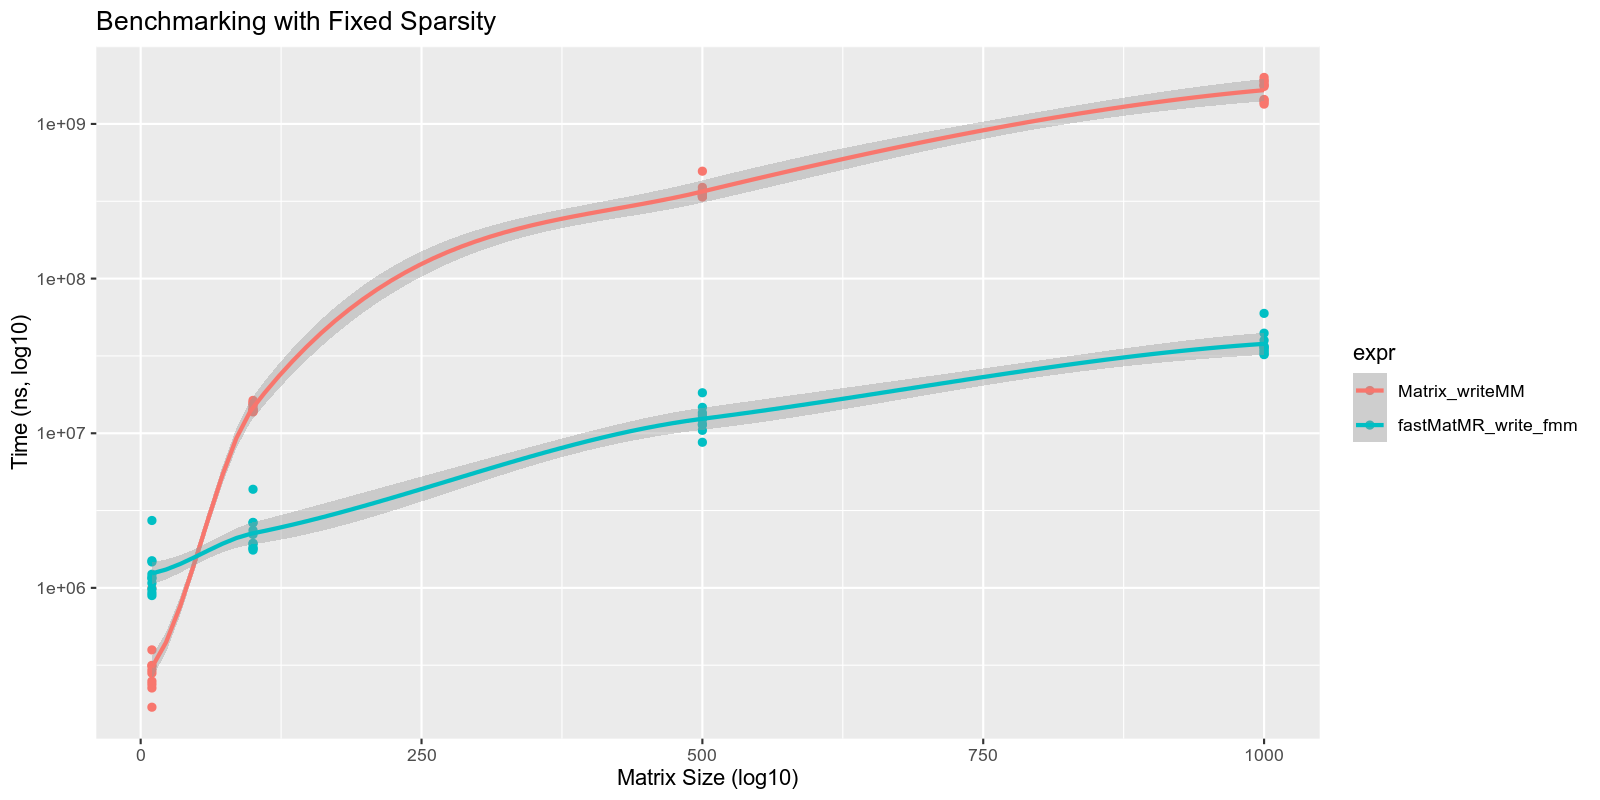 Benchmarking with Fixed Sparsity
Time (ns, log10)
1e+09
1e+08
1e+07
1e+06
0
250
500
750
1000
Matrix Size (log10)
expr
Matrix_writeMM
fastMatMR_write_fmm